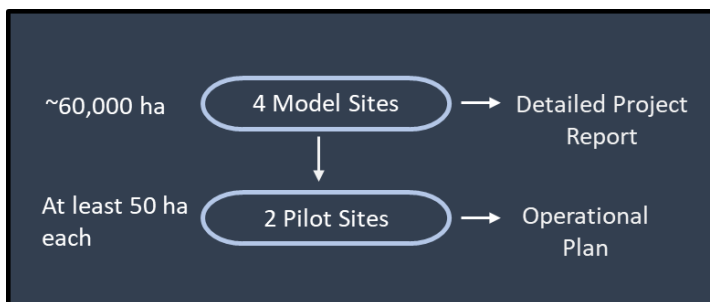 ~60,000 ha
4 Model Sites
Detailed Project
Report
At least 50 ha
each
2 Pilot Sites
Operational
Plan